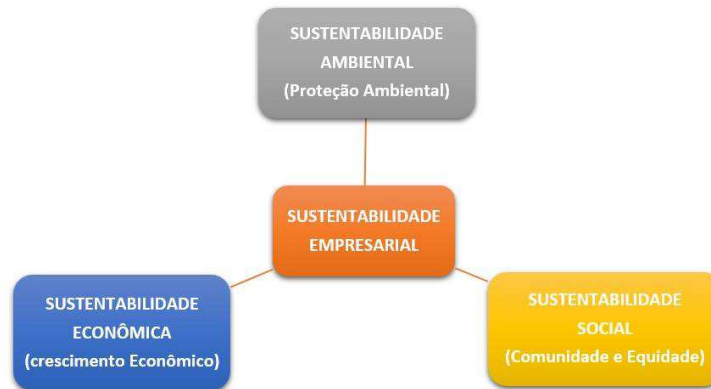 SUSTENTABILIDADE
AMBIENTAL
(Proteção Ambiental)
SUSTENTABILIDADE
EMPRESARIAL
SUSTENTABILIDADE
ECONÔMICA
(crescimento Econômico)
SUSTENTABILIDADE
SOCIAL
(Comunidade e Equidade)